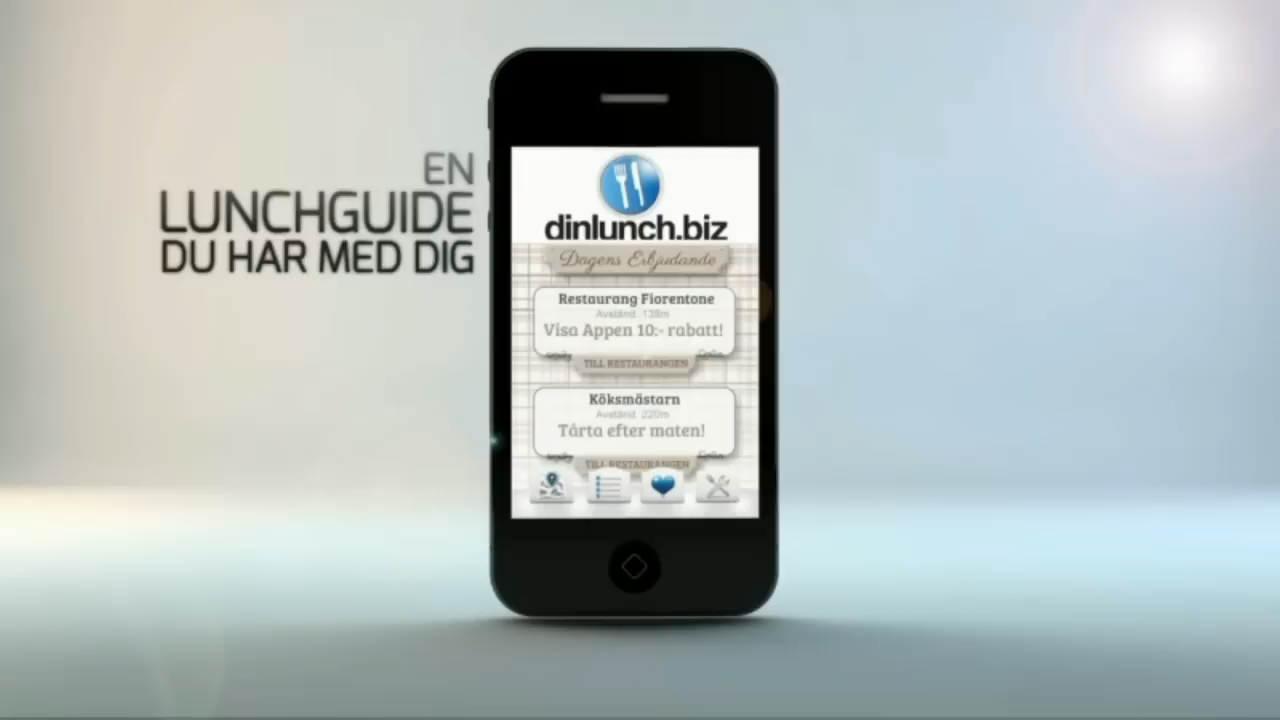 EN
LUNCHGUIDE
DU HAR MED DIG
dinlunch.biz
Dagens Erbjudande
Restaurang Fiorentone
Avstånd 138m
Visa Appen 10:- rabatt!
TILL RESTAURANGEN
Köksmästarn
Avstånd 220m
Tårta efter maten!
TILL RESTAURANGEN